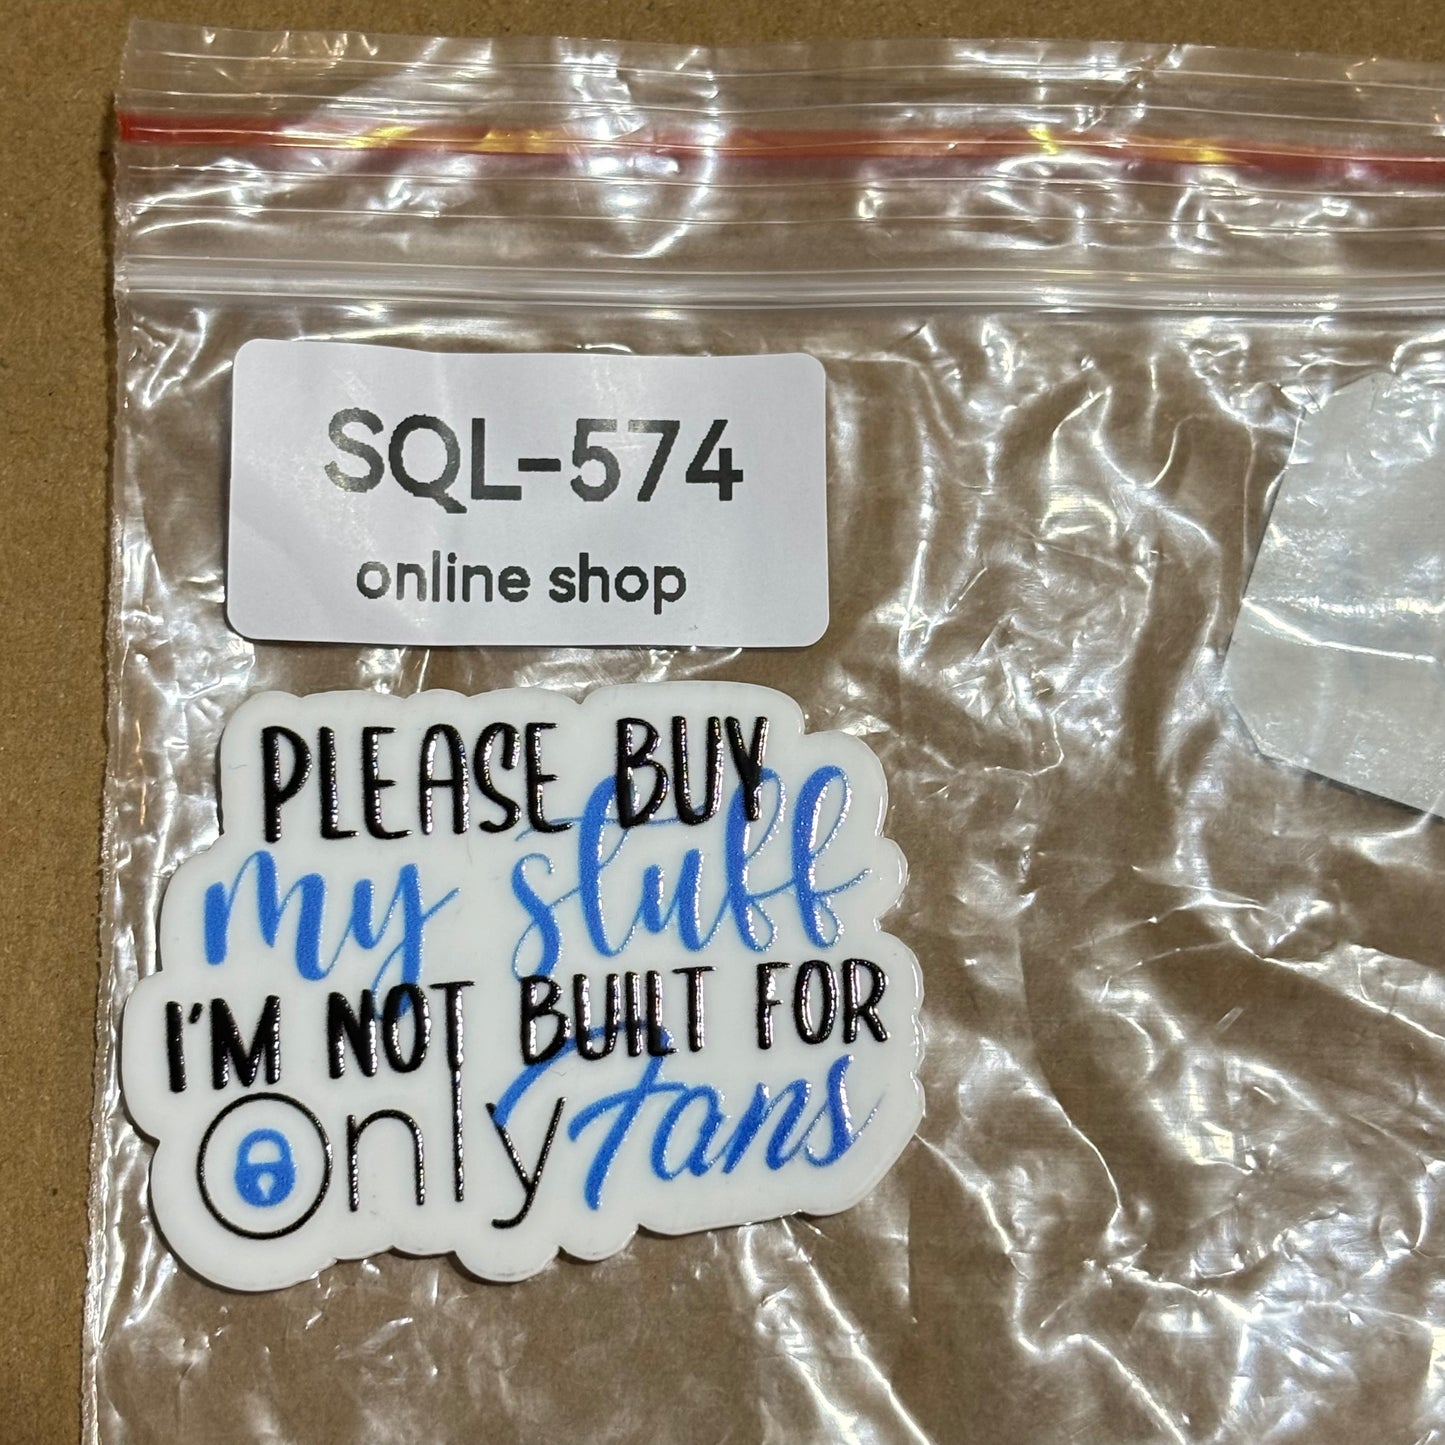 SQL-574
online shop
PLEASE BUY
my stuff
I'M NOT BUILT FOR
Only Fans